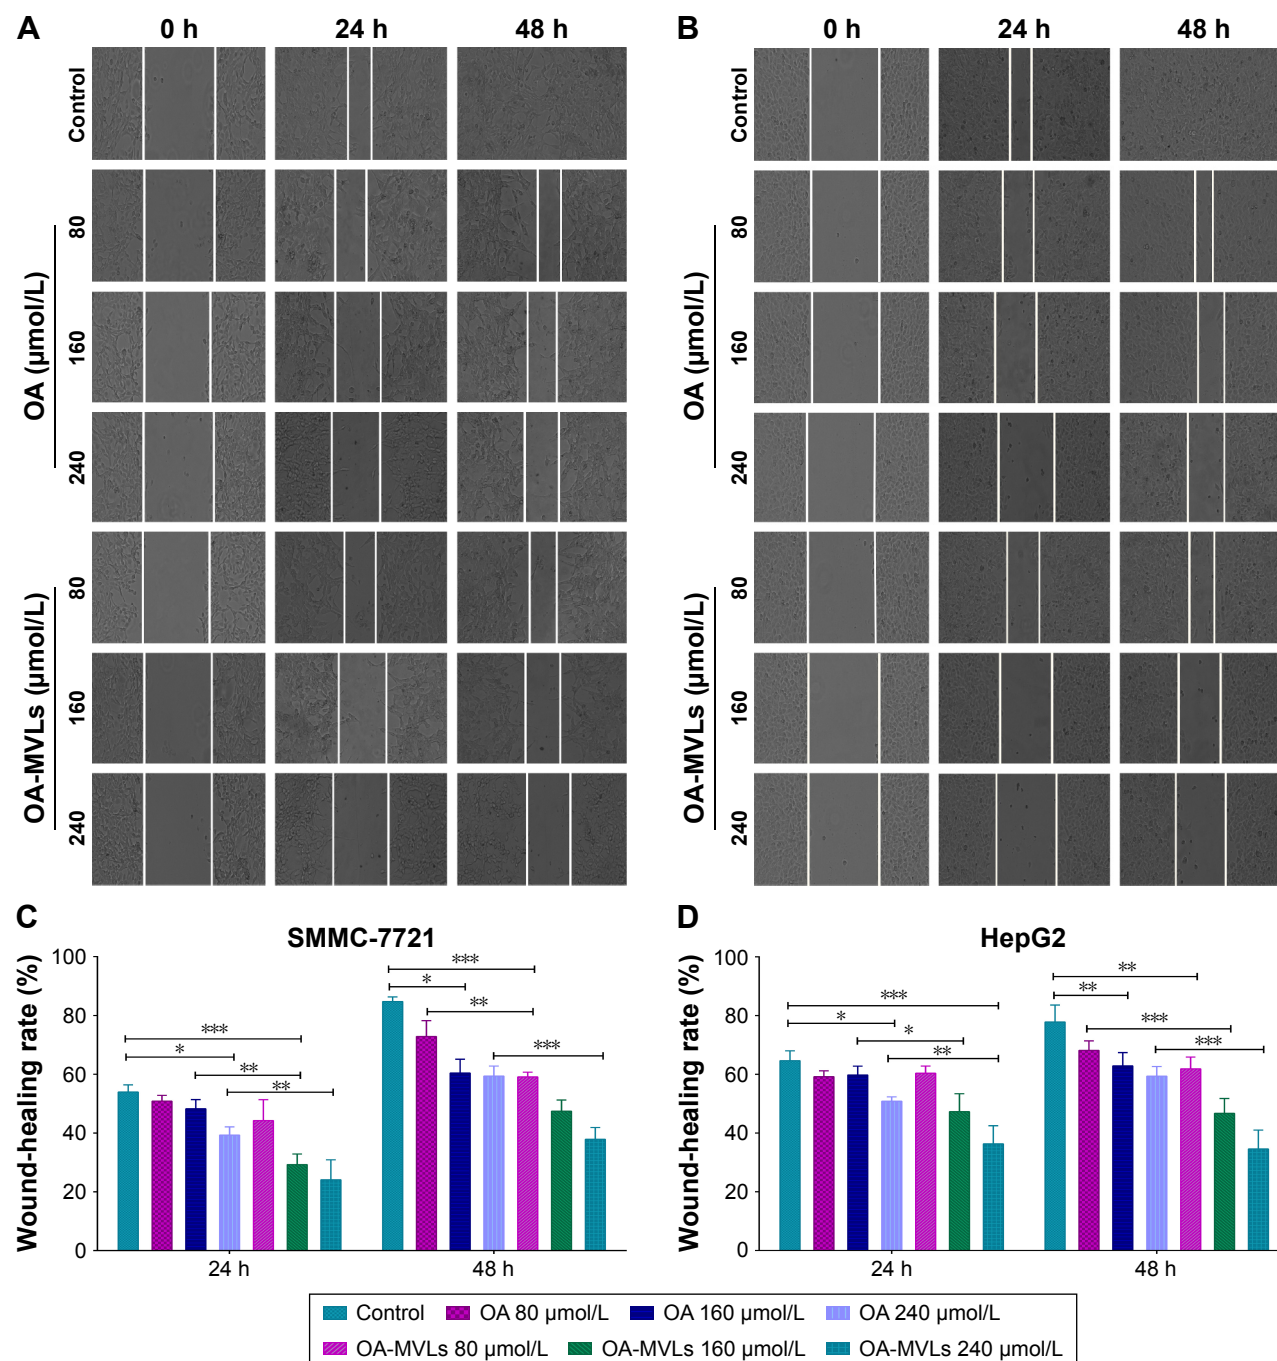 A
0 h 24 h 48 h
Control
OA (µmol/L)
80
160
240
OA-MVLs (µmol/L)
80
160
240
B
0 h 24 h 48 h
Control
OA (µmol/L)
80
160
240
OA-MVLs (µmol/L)
80
160
240
C
SMMC-7721
Wound-healing rate (%)
100
80
60
40
20
0
***
*
**
**
***
*
**
***
24 h 48 h
D
HepG2
Wound-healing rate (%)
100
80
60
40
20
0
***
*
*
**
**
**
***
***
24 h 48 h
Control OA 80 µmol/L OA 160 µmol/L OA 240 µmol/L
OA-MVLs 80 µmol/L OA-MVLs 160 µmol/L OA-MVLs 240 µmol/L